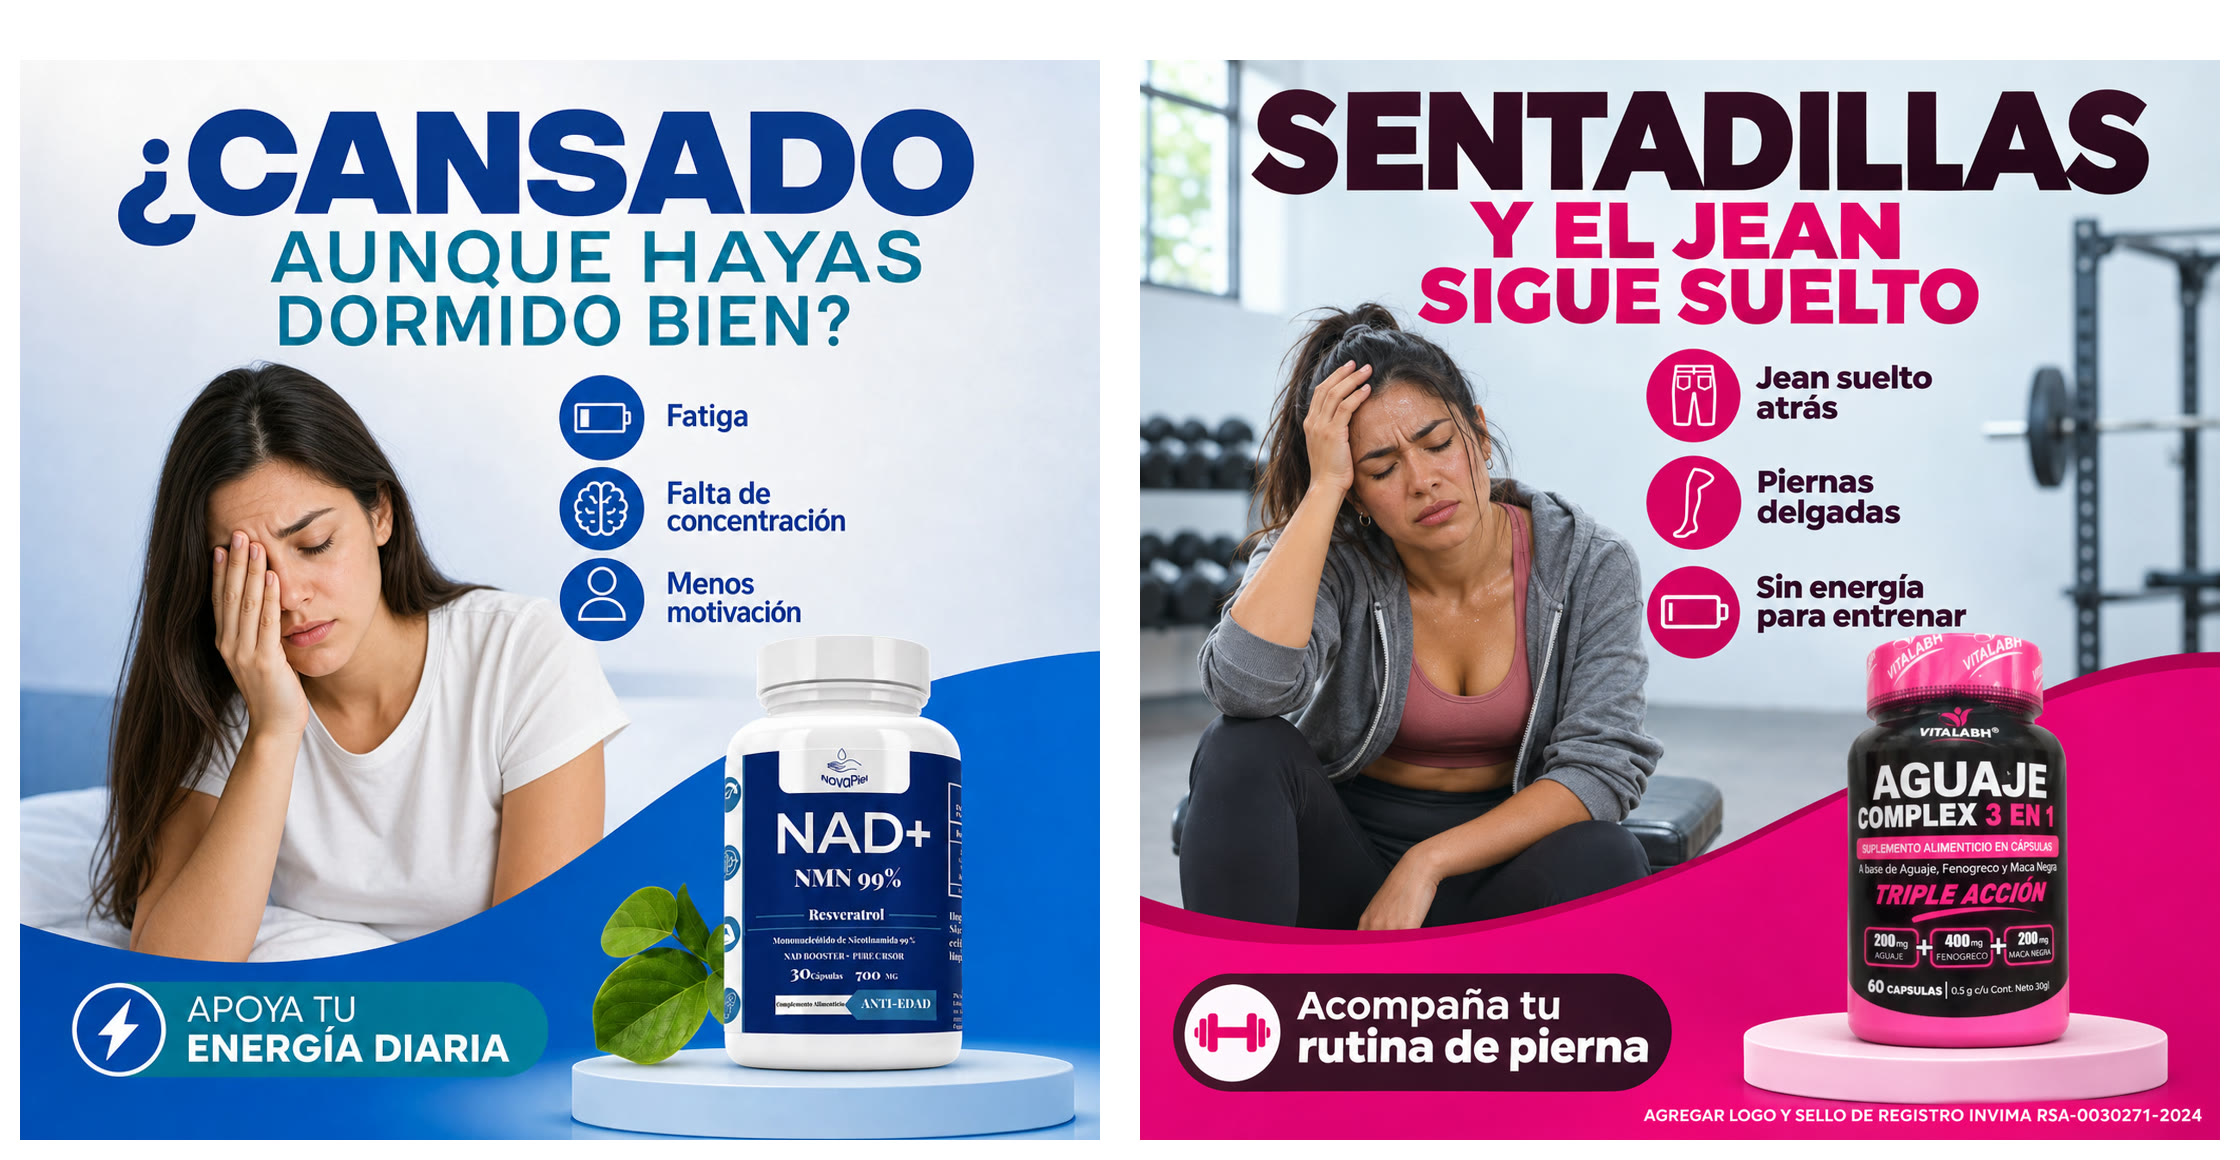 ¿CANSADO
AUNQUE HAYAS
DORMIDO BIEN?
Fatiga
Falta de
concentración
Menos
motivación
NovaPiel
NAD+
NMN 99%
Resveratrol
Mononucleótido de Nicotinamida 99%
NAD BOOSTER - PURECRSOR
30 Cápsulas 700 MG
Complemento Alimenticio ANTI-EDAD
APOYA TU
ENERGÍA DIARIA
SENTADILLAS
Y EL JEAN
SIGUE SUELTO
Jean suelto
atrás
Piernas
delgadas
Sin energía
para entrenar
VITALABH VITALABH
VITALABH®
AGUAJE
COMPLEX 3 EN 1
SUPLEMENTO ALIMENTICIO EN CÁPSULAS
A base de Aguaje, Fenogreco y Maca Negra
TRIPLE ACCIÓN
200mg + 400mg + 200mg
AGUAJE FENOGRECO MACA NEGRA
60 CAPSULAS | 0.5 g c/u Cont. Neto 30g
Acompaña tu
rutina de pierna
AGREGAR LOGO Y SELLO DE REGISTRO INVIMA RSA-0030271-2024